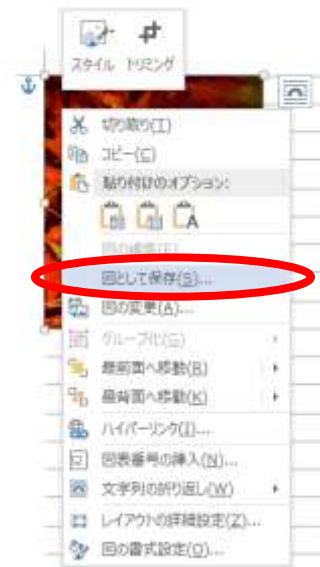 スタイル トリミング
切り取り(T)
コピー(C)
貼り付けのオプション:
A
図の編集(E)
図として保存(S)...
図の変更(A)...
グループ化(G)
最前面へ移動(R)
最背面へ移動(K)
ハイパーリンク(I)...
図表番号の挿入(N)...
文字列の折り返し(W)
レイアウトの詳細設定(Z)...
図の書式設定(O)...